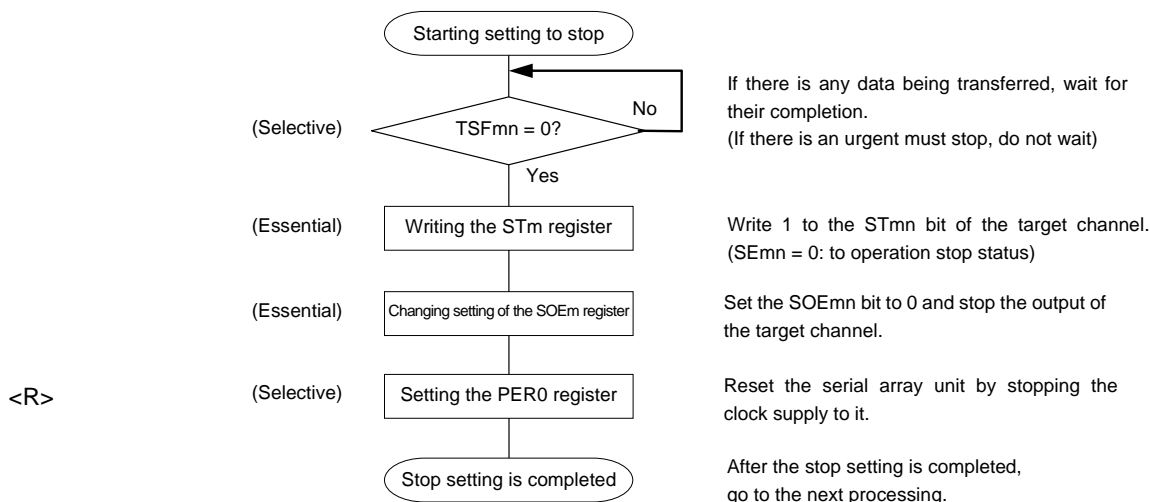 Starting setting to stop
No
If there is any data being transferred, wait for
their completion.
(If there is an urgent must stop, do not wait)
(Selective)
TSFmn = 0?
Yes
(Essential)
Writing the STm register
Write 1 to the STmn bit of the target channel.
(SEmn = 0: to operation stop status)
(Essential)
Changing setting of the SOEm register
Set the SOEmn bit to 0 and stop the output of
the target channel.
<R>
(Selective)
Setting the PER0 register
Reset the serial array unit by stopping the
clock supply to it.
Stop setting is completed
After the stop setting is completed,
go to the next processing.